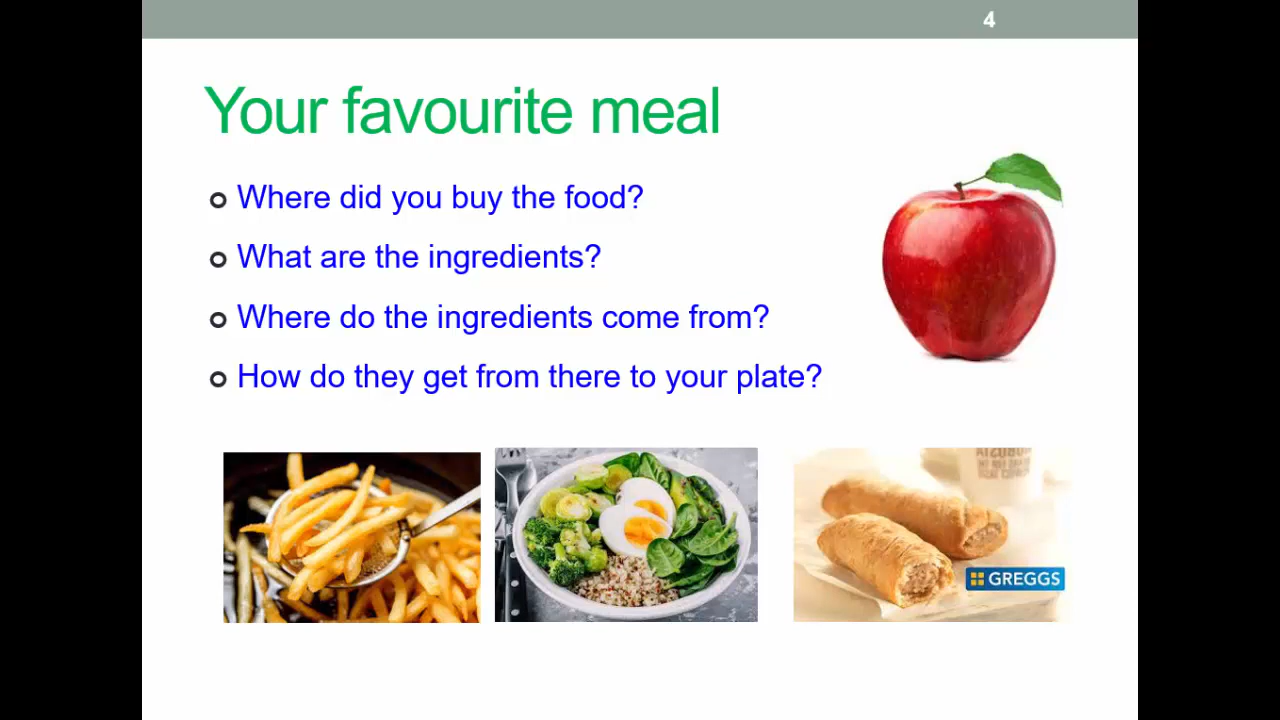 4
Your favourite meal
Where did you buy the food?
What are the ingredients?
Where do the ingredients come from?
How do they get from there to your plate?
GREGGS